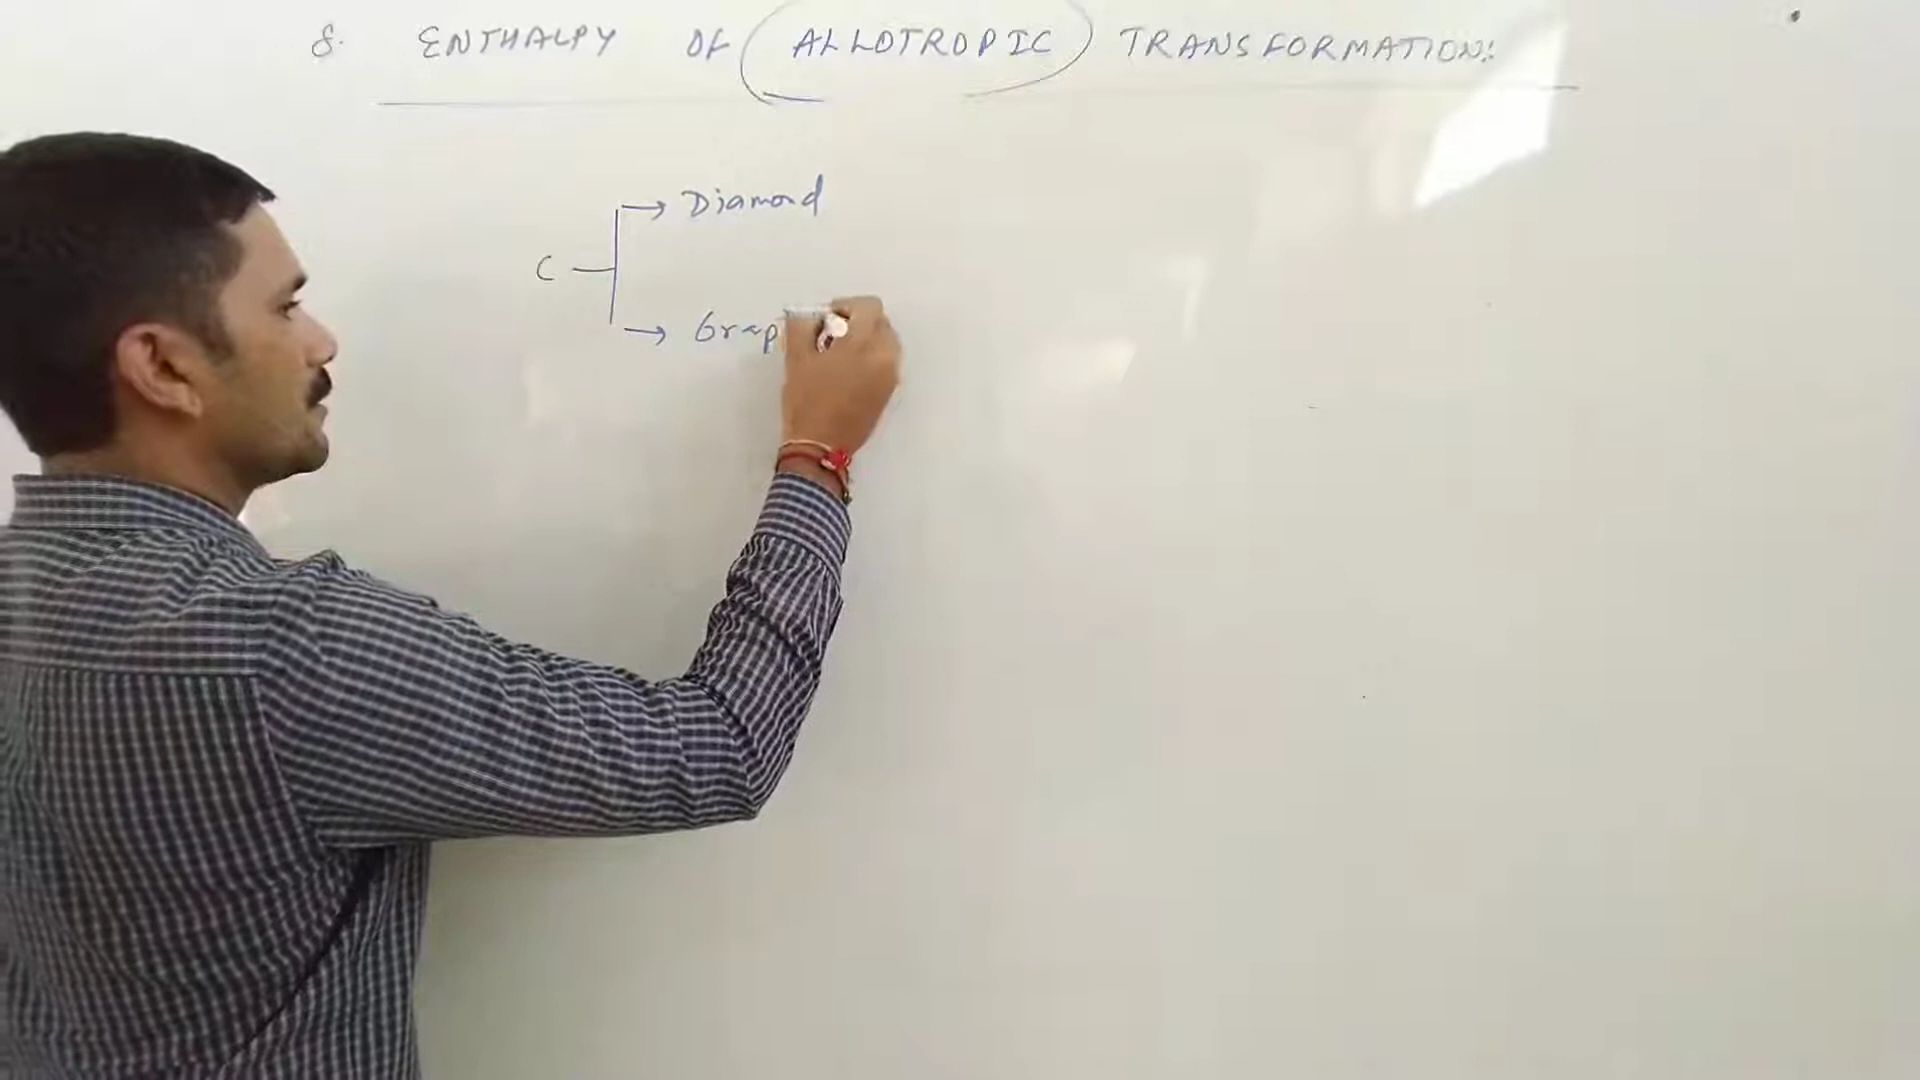 8. ENTHALPY OF ALLOTROPIC TRANSFORMATION:
→ Diamond
C
→ Grap